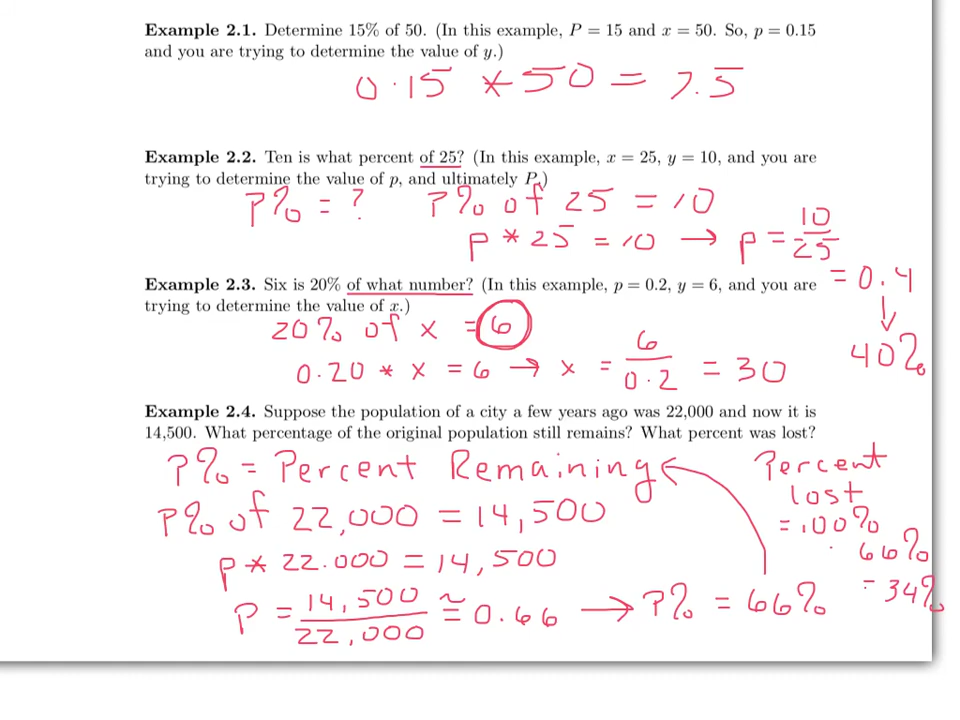 Example 2.1. Determine 15% of 50. (In this example, P = 15 and x = 50. So, p = 0.15
and you are trying to determine the value of y.)
0.15 * 50 = 7.5
Example 2.2. Ten is what percent of 25? (In this example, x = 25, y = 10, and you are
trying to determine the value of p, and ultimately P.)
P% = ? P% of 25 = 10
p * 25 = 10 → p = 10/25
= 0.4
↓
40%
Example 2.3. Six is 20% of what number? (In this example, p = 0.2, y = 6, and you are
trying to determine the value of x.)
20% of x = 6
0.20 * x = 6 → x = 6/0.2 = 30
Example 2.4. Suppose the population of a city a few years ago was 22,000 and now it is
14,500. What percentage of the original population still remains? What percent was lost?
P% = Percent Remaining
P% of 22,000 = 14,500
p * 22.000 = 14,500
p = 14,500/22,000 ≅ 0.66 → P% = 66%
Percent
lost
= 100%
- 66%
= 34%